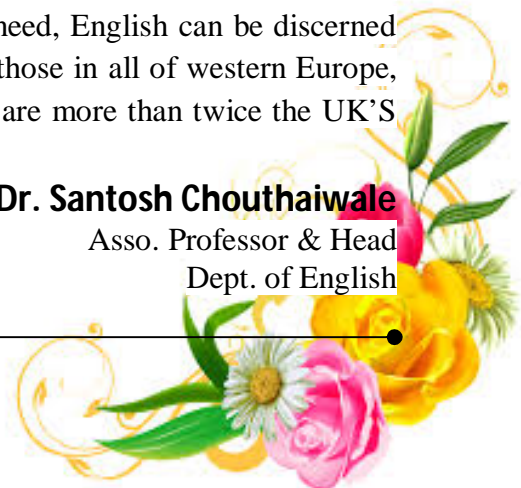 need, English can be discerned
those in all of western Europe,
are more than twice the UK'S
Dr. Santosh Chouthaiwale
Asso. Professor & Head
Dept. of English